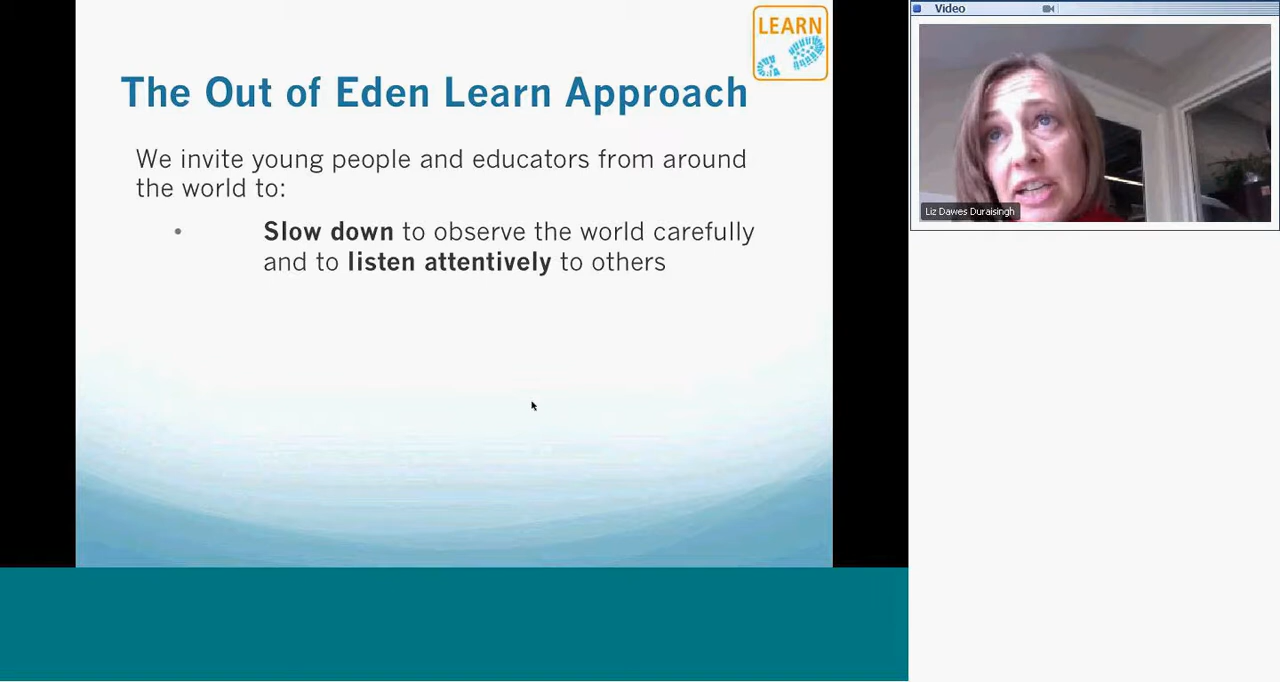 LEARN
The Out of Eden Learn Approach
We invite young people and educators from around
the world to:
• Slow down to observe the world carefully
and to listen attentively to others
Video
Liz Dawes Duraisingh